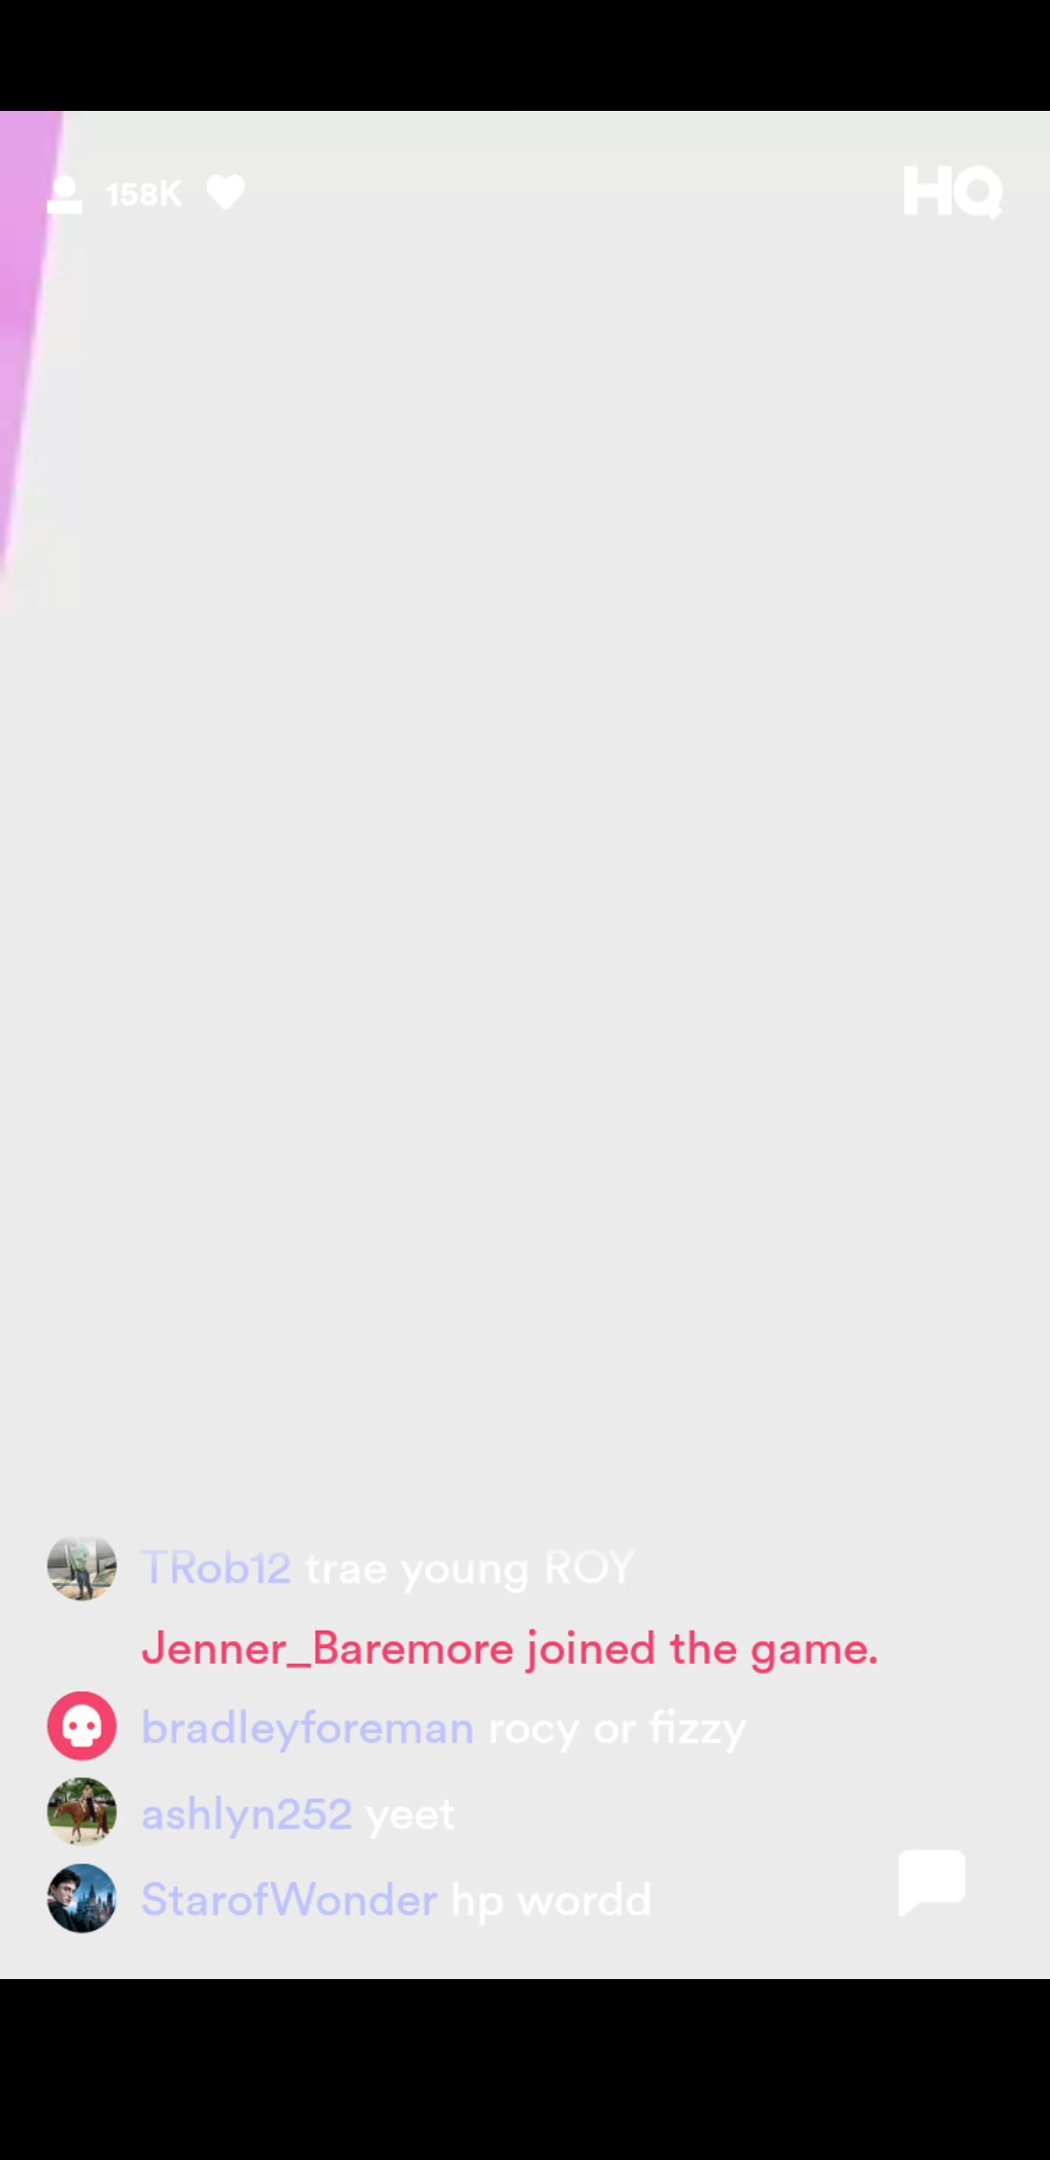 158K
HQ
TRob12 trae young ROY
Jenner_Baremore joined the game.
bradleyforeman rocy or fizzy
ashlyn252 yeet
StarofWonder hp wordd